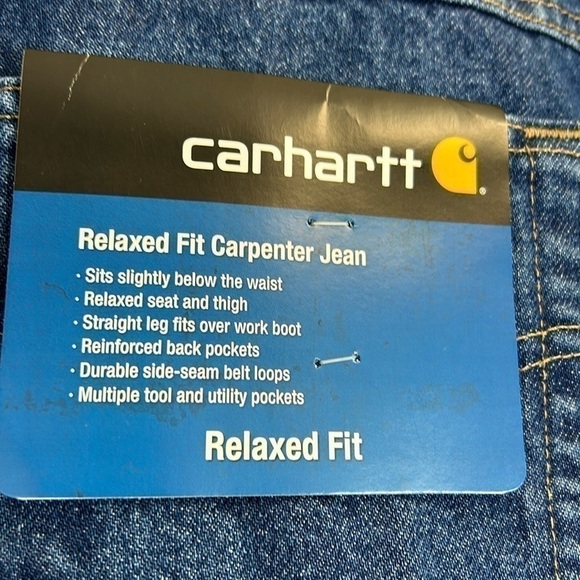 carhartt
Relaxed Fit Carpenter Jean
· Sits slightly below the waist
· Relaxed seat and thigh
· Straight leg fits over work boot
· Reinforced back pockets
· Durable side-seam belt loops
· Multiple tool and utility pockets
Relaxed Fit